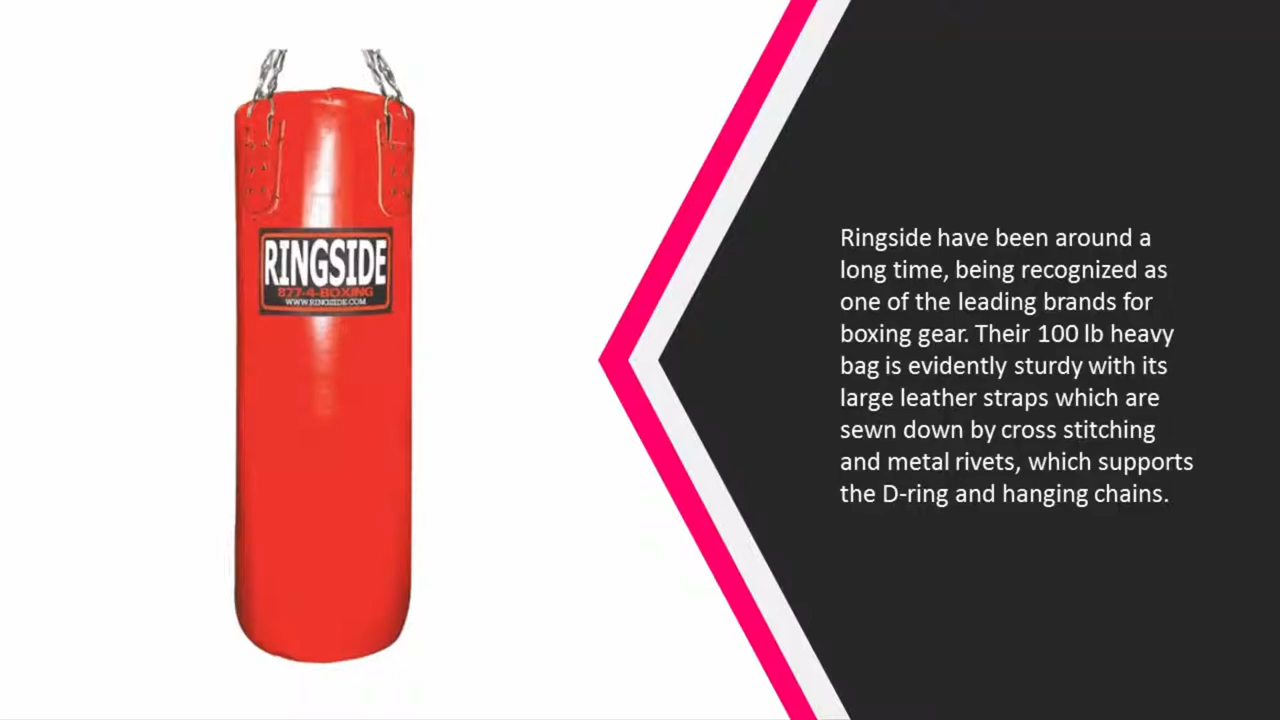 RINGSIDE
877-4-BOXING
WWW.RINGSIDE.COM
Ringside have been around a
long time, being recognized as
one of the leading brands for
boxing gear. Their 100 lb heavy
bag is evidently sturdy with its
large leather straps which are
sewn down by cross stitching
and metal rivets, which supports
the D-ring and hanging chains.